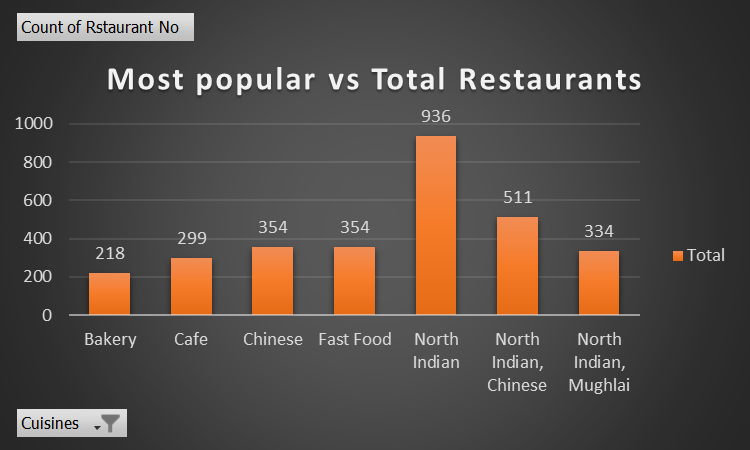 Count of Rstaurant No
Most popular vs Total Restaurants
1000
800
600
400
200
0
218
299
354
354
936
511
334
Bakery
Cafe
Chinese
Fast Food
North
Indian
North
Indian,
Chinese
North
Indian,
Mughlai
Total
Cuisines